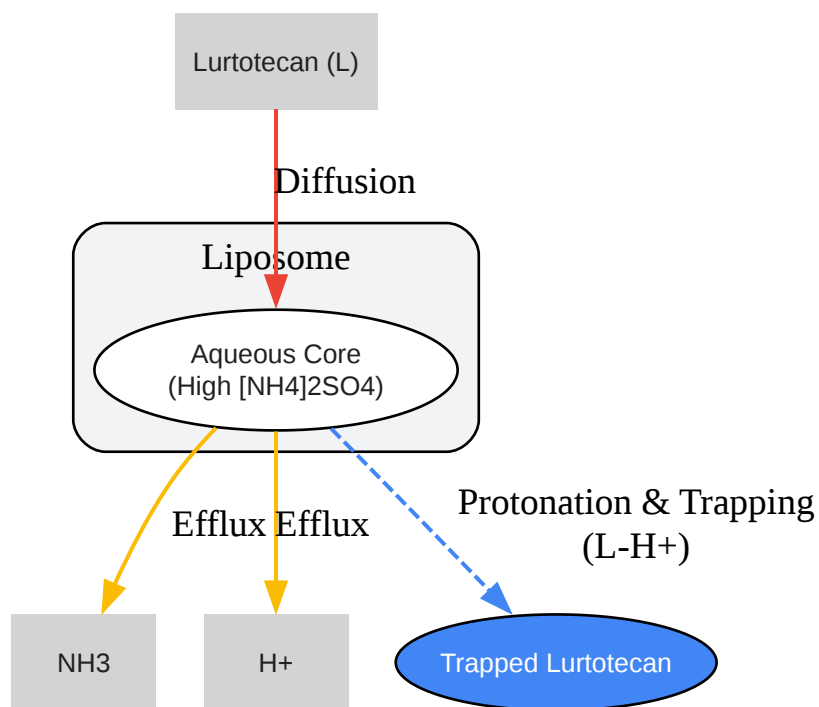 Lurtotecan (L)
Diffusion
Liposome
Aqueous Core
(High [NH4]2SO4)
Efflux
Efflux
Protonation & Trapping
(L-H+)
NH3
H+
Trapped Lurtotecan